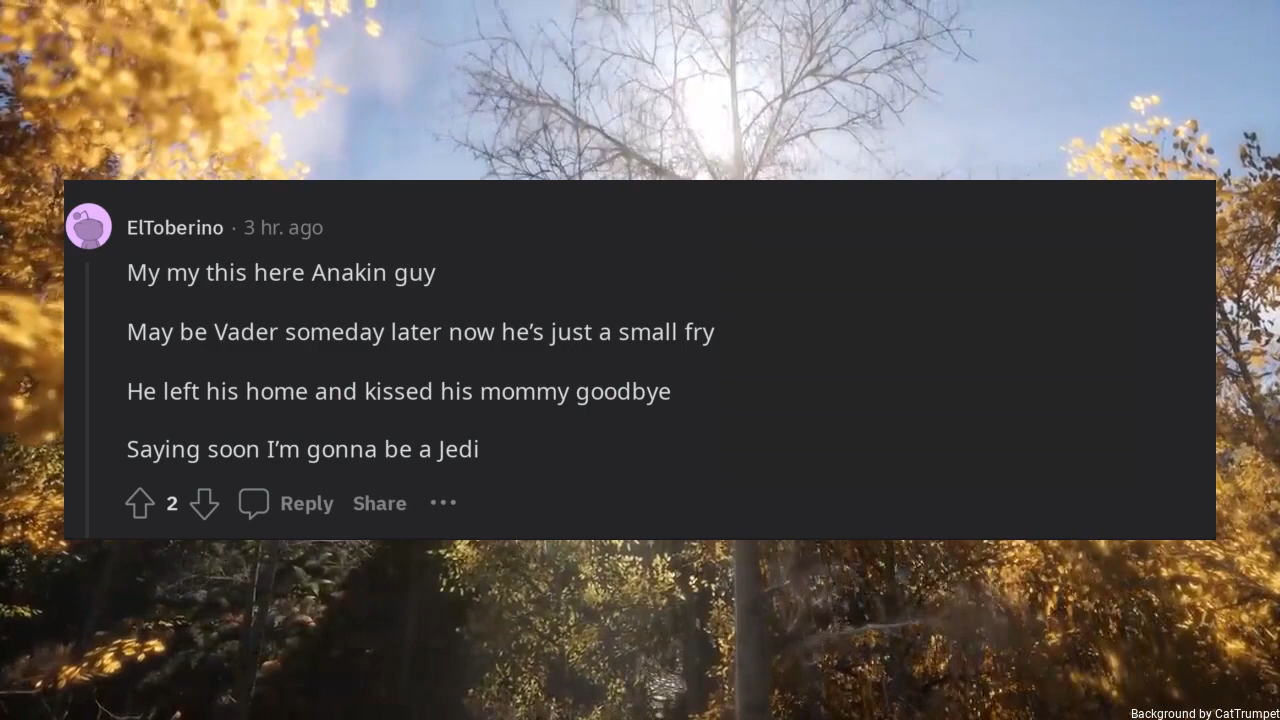 ElToberino · 3 hr. ago
My my this here Anakin guy
May be Vader someday later now he’s just a small fry
He left his home and kissed his mommy goodbye
Saying soon I’m gonna be a Jedi
2 Reply Share ···
Background by CatTrumpet